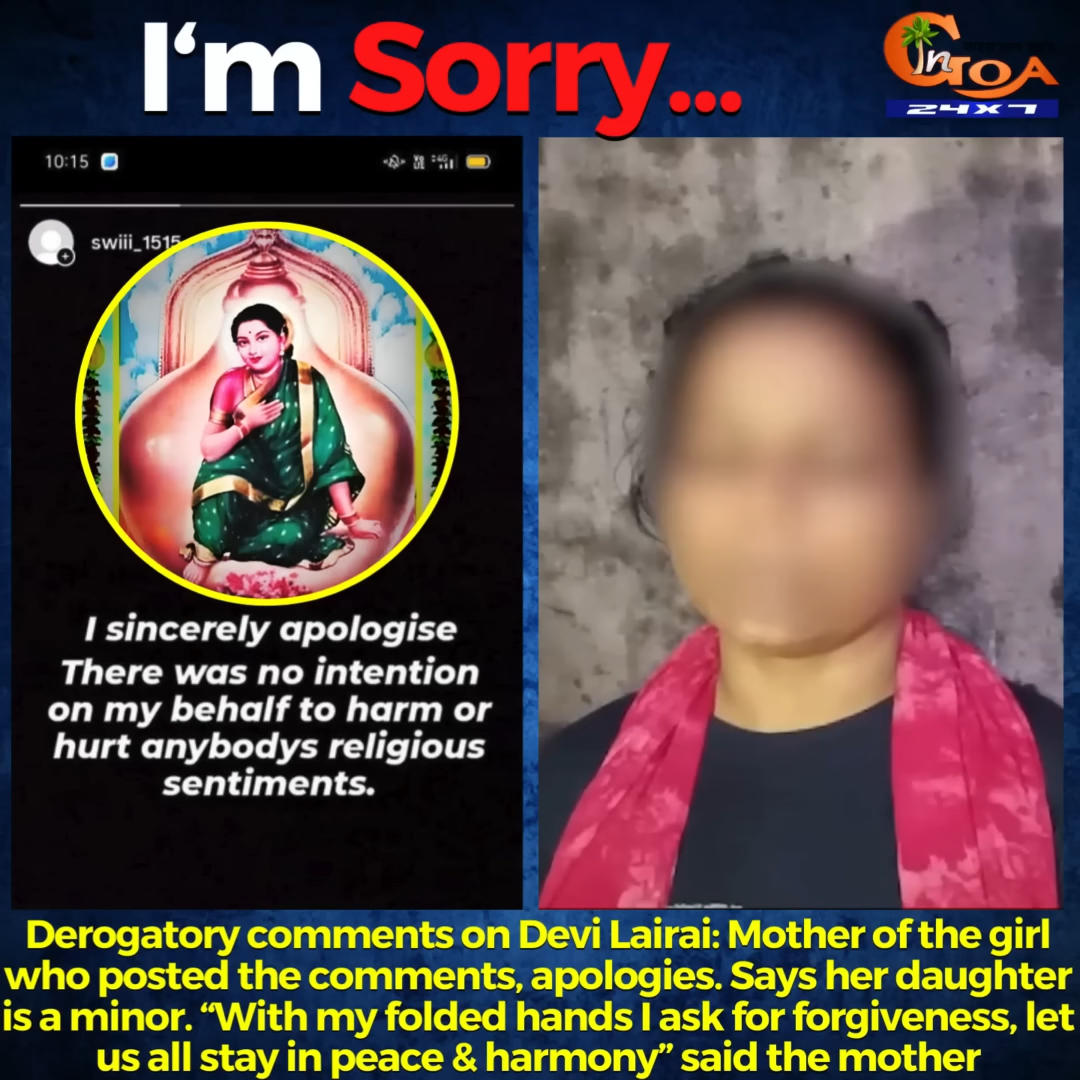 I'm Sorry...
In GOA
24X7
10:15
4G
swiii_1515
I sincerely apologise
There was no intention
on my behalf to harm or
hurt anybodys religious
sentiments.
Derogatory comments on Devi Lairai: Mother of the girl
who posted the comments, apologies. Says her daughter
is a minor. “With my folded hands I ask for forgiveness, let
us all stay in peace & harmony” said the mother